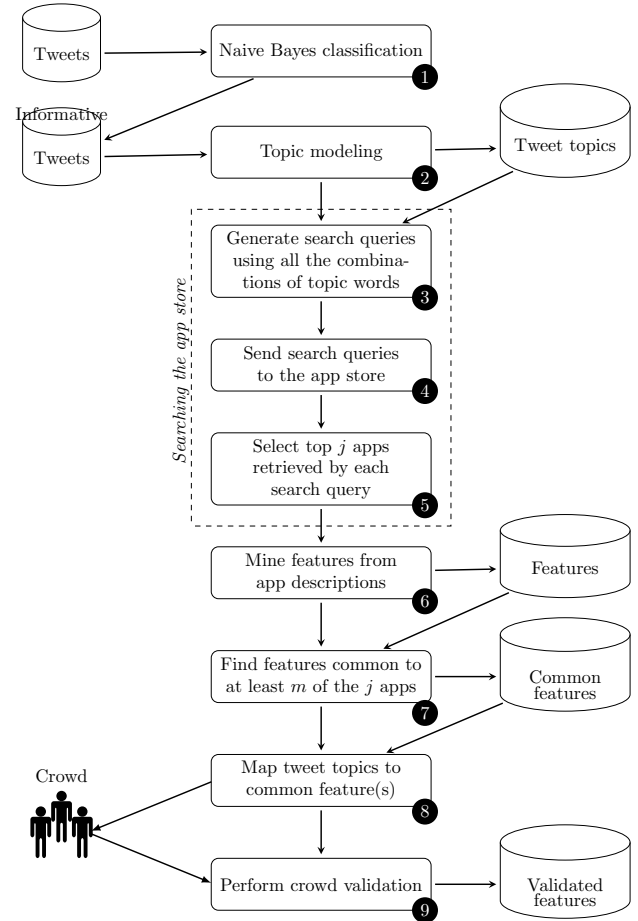 Tweets
Naive Bayes classification
1
Informative
Tweets
Topic modeling
2
Tweet topics
Searching the app store
Generate search queries
using all the combina-
tions of topic words
3
Send search queries
to the app store
4
Select top j apps
retrieved by each
search query
5
Mine features from
app descriptions
6
Features
Find features common to
at least m of the j apps
7
Common
features
Map tweet topics to
common feature(s)
8
Crowd
Perform crowd validation
9
Validated
features